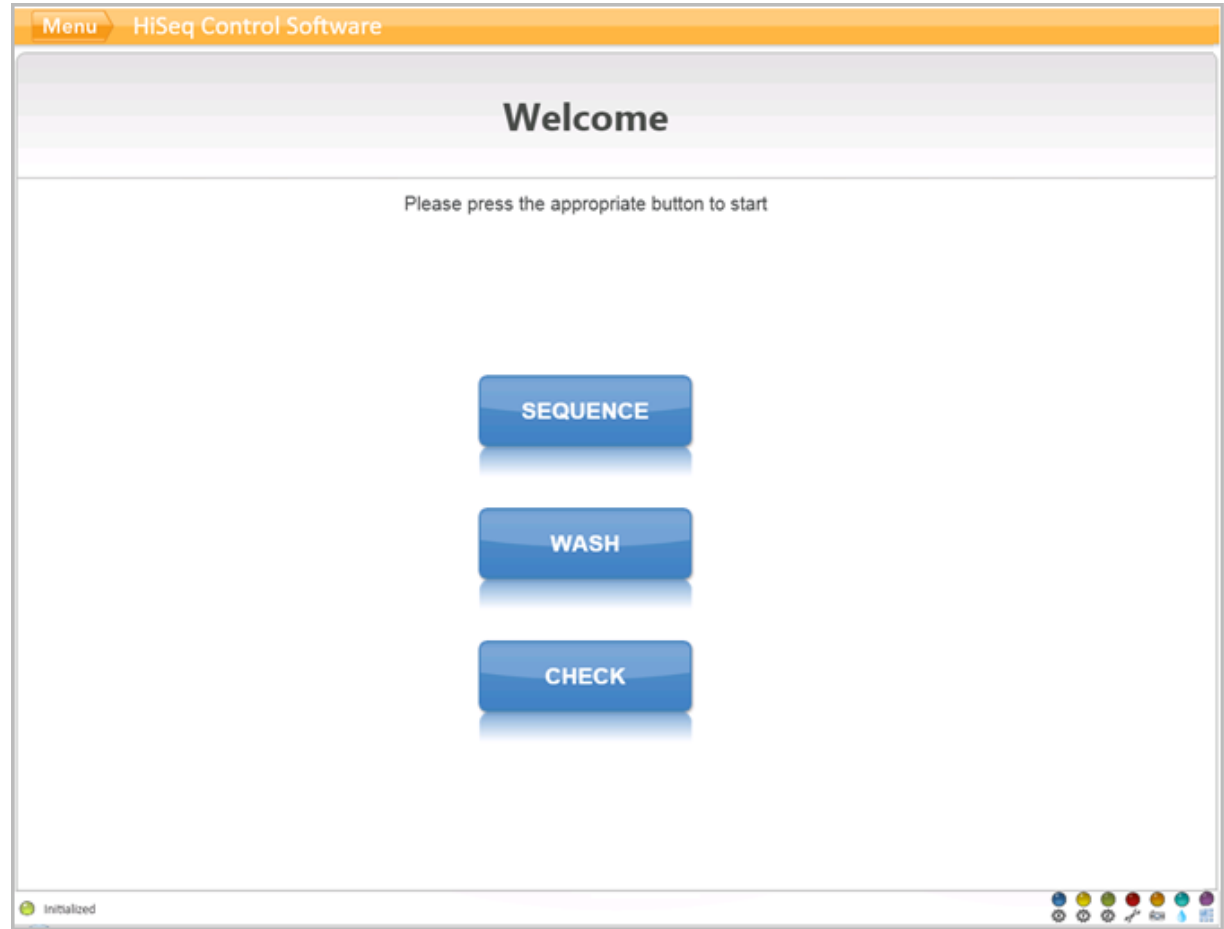 Menu HiSeq Control Software
Welcome
Please press the appropriate button to start
SEQUENCE
WASH
CHECK
Initialized